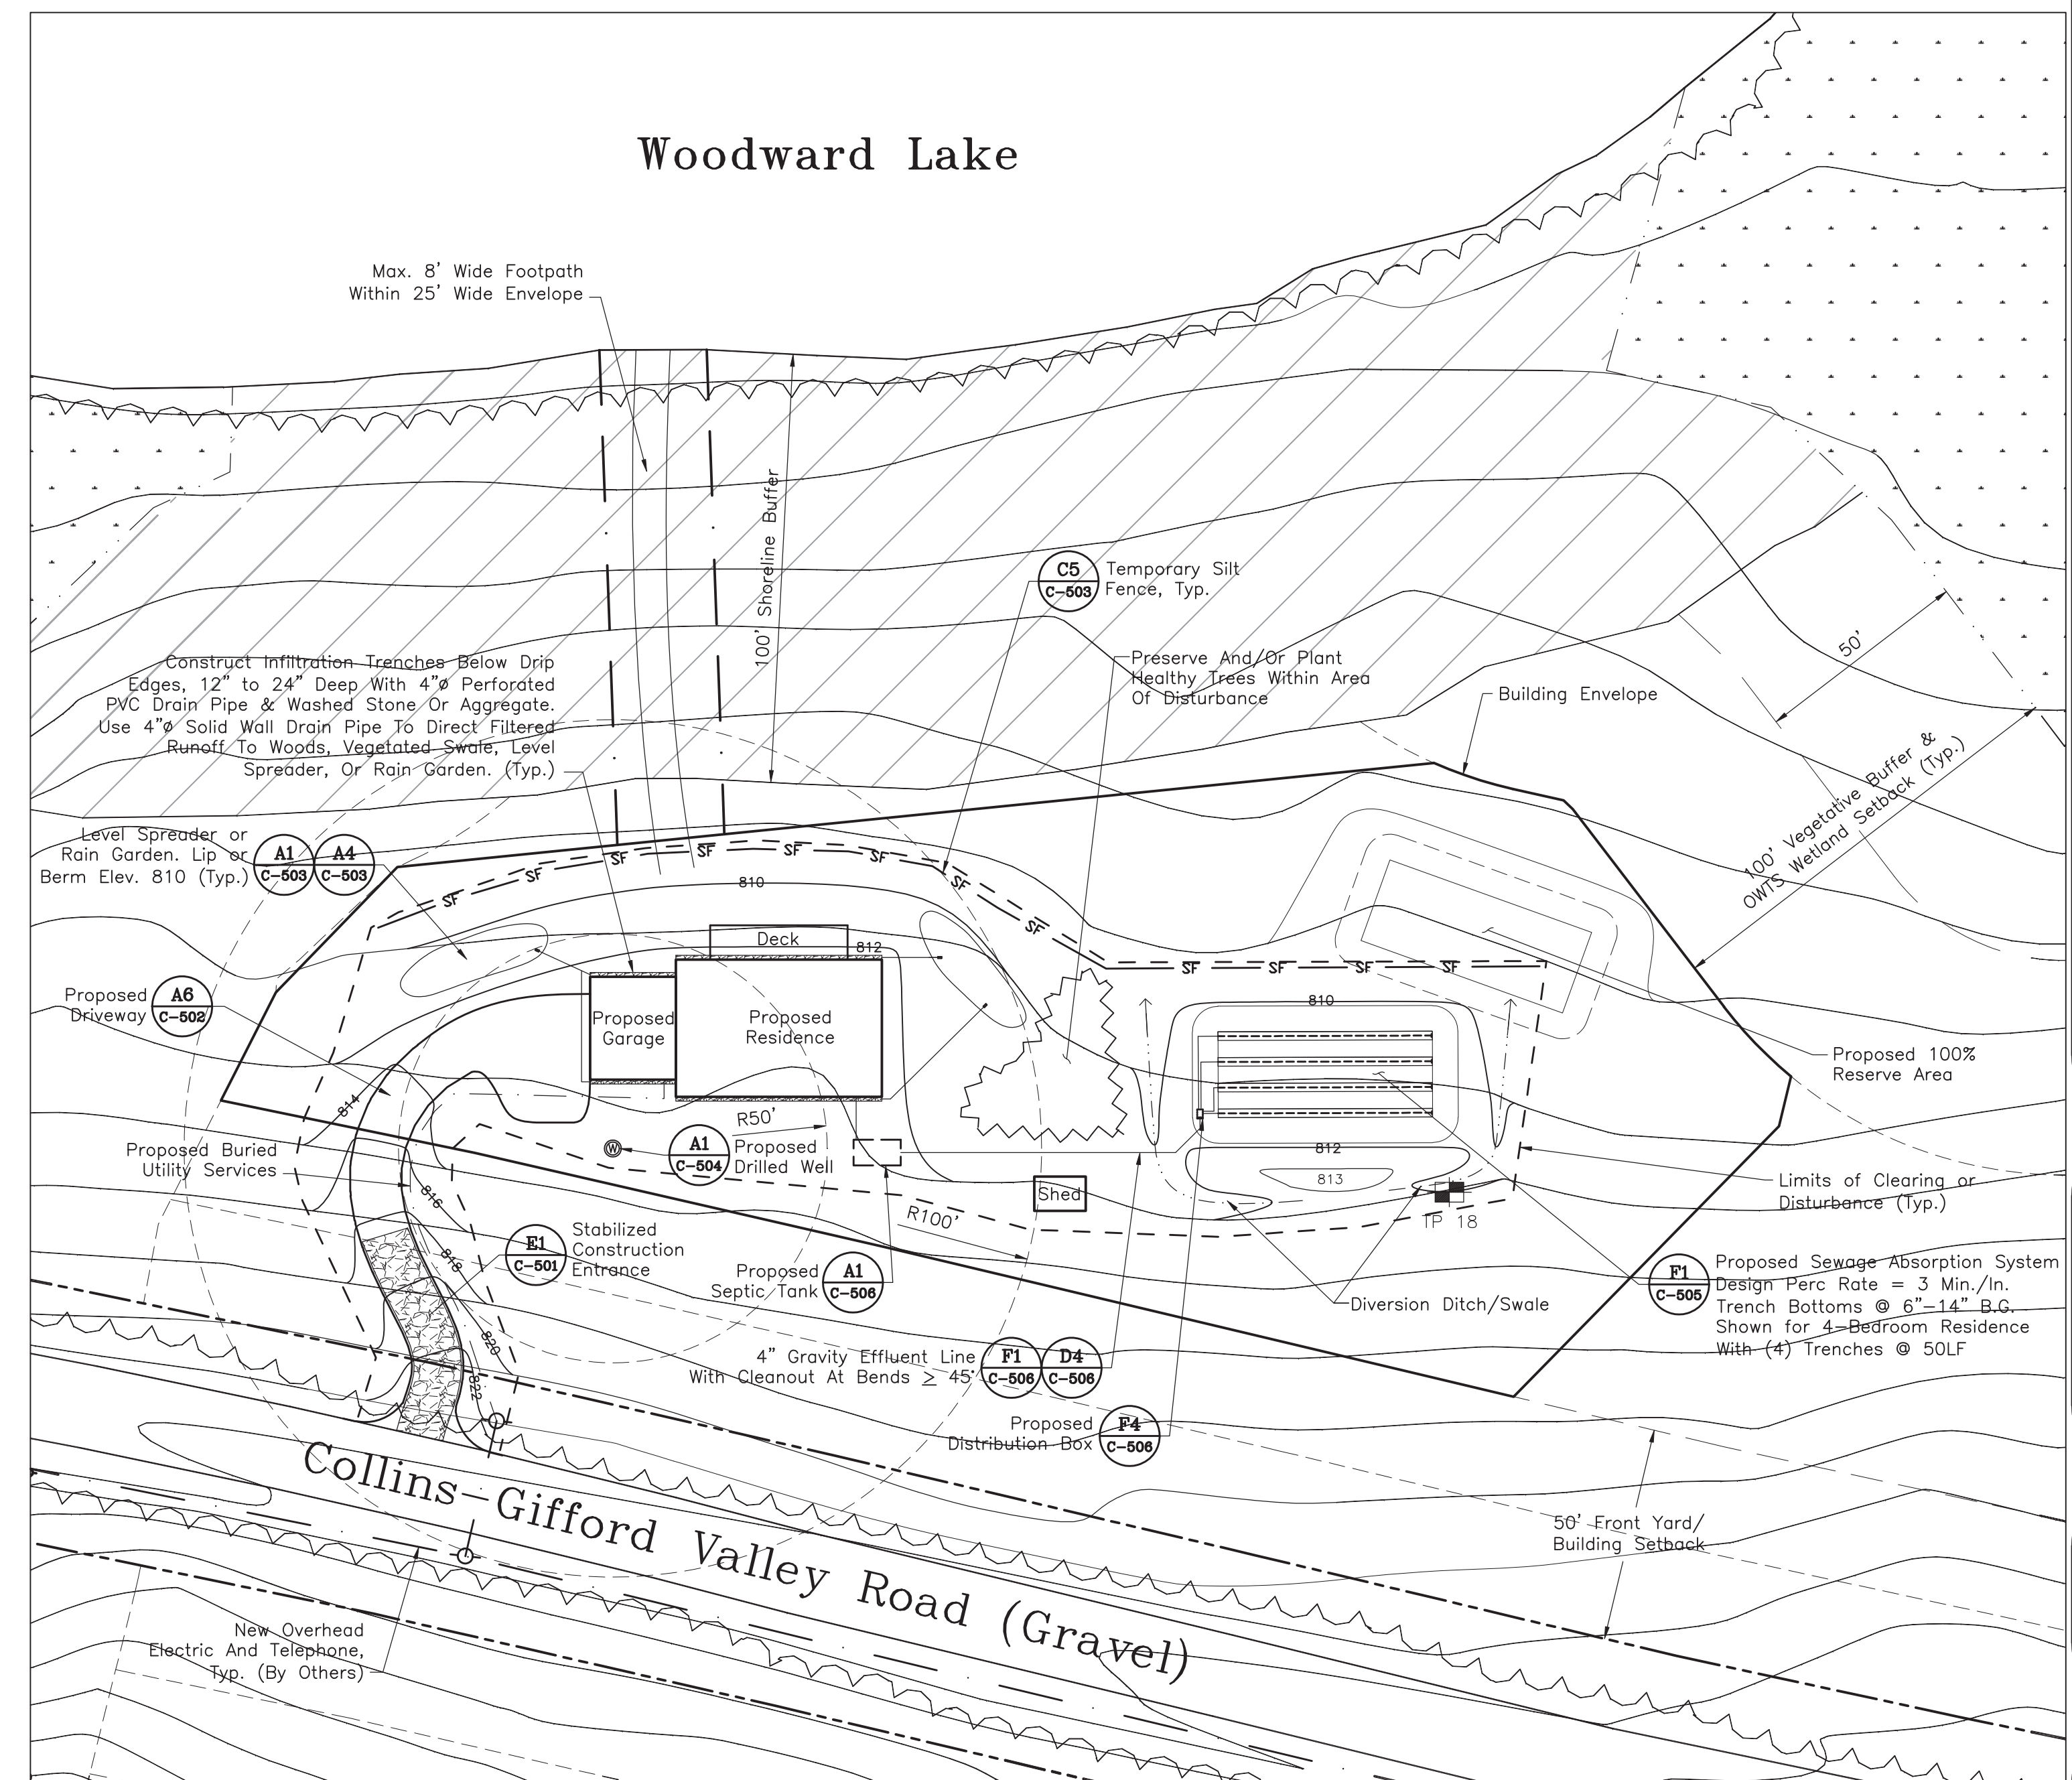 Woodward Lake
Max. 8' Wide Footpath
Within 25' Wide Envelope
100' Shoreline Buffer
C5
C-503
Temporary Silt
Fence, Typ.
Preserve And/Or Plant
Healthy Trees Within Area
Of Disturbance
Building Envelope
50'
100' Vegetative Buffer &
OWTS Wetland Setback (Typ.)
Construct Infiltration Trenches Below Drip
Edges, 12" to 24" Deep With 4"ø Perforated
PVC Drain Pipe & Washed Stone Or Aggregate.
Use 4"ø Solid Wall Drain Pipe To Direct Filtered
Runoff To Woods, Vegetated Swale, Level
Spreader, Or Rain Garden. (Typ.)
Level Spreader or
Rain Garden. Lip or
Berm Elev. 810 (Typ.)
A1
C-503
A4
C-503
SF
SF
SF
SF
SF
SF
SF
SF
SF
SF
SF
810
Deck
812
Proposed
Driveway
A6
C-502
Proposed
Garage
Proposed
Residence
810
Proposed 100%
Reserve Area
814
R50'
Proposed Buried
Utility Services
W
A1
C-504
Proposed
Drilled Well
812
813
Shed
TP 18
Limits of Clearing or
Disturbance (Typ.)
816
R100'
818
E1
C-501
Stabilized
Construction
Entrance
Proposed
Septic Tank
A1
C-506
Diversion Ditch/Swale
F1
C-505
Proposed Sewage Absorption System
Design Perc Rate = 3 Min./In.
Trench Bottoms @ 6"-14" B.G.
Shown for 4-Bedroom Residence
With (4) Trenches @ 50LF
820
822
4" Gravity Effluent Line
With Cleanout At Bends ≥ 45°
F1
C-506
D4
C-506
Proposed
Distribution Box
F4
C-506
Collins-Gifford Valley Road (Gravel)
50' Front Yard/
Building Setback
New Overhead
Electric And Telephone,
Typ. (By Others)